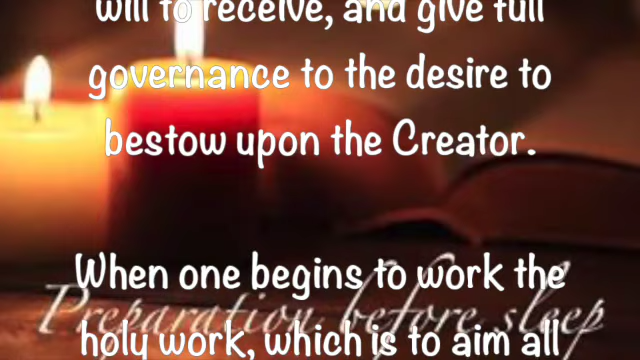 will to receive, and give full
governance to the desire to
bestow upon the Creator.
When one begins to work the
Preparation before sleep
holy work, which is to aim all